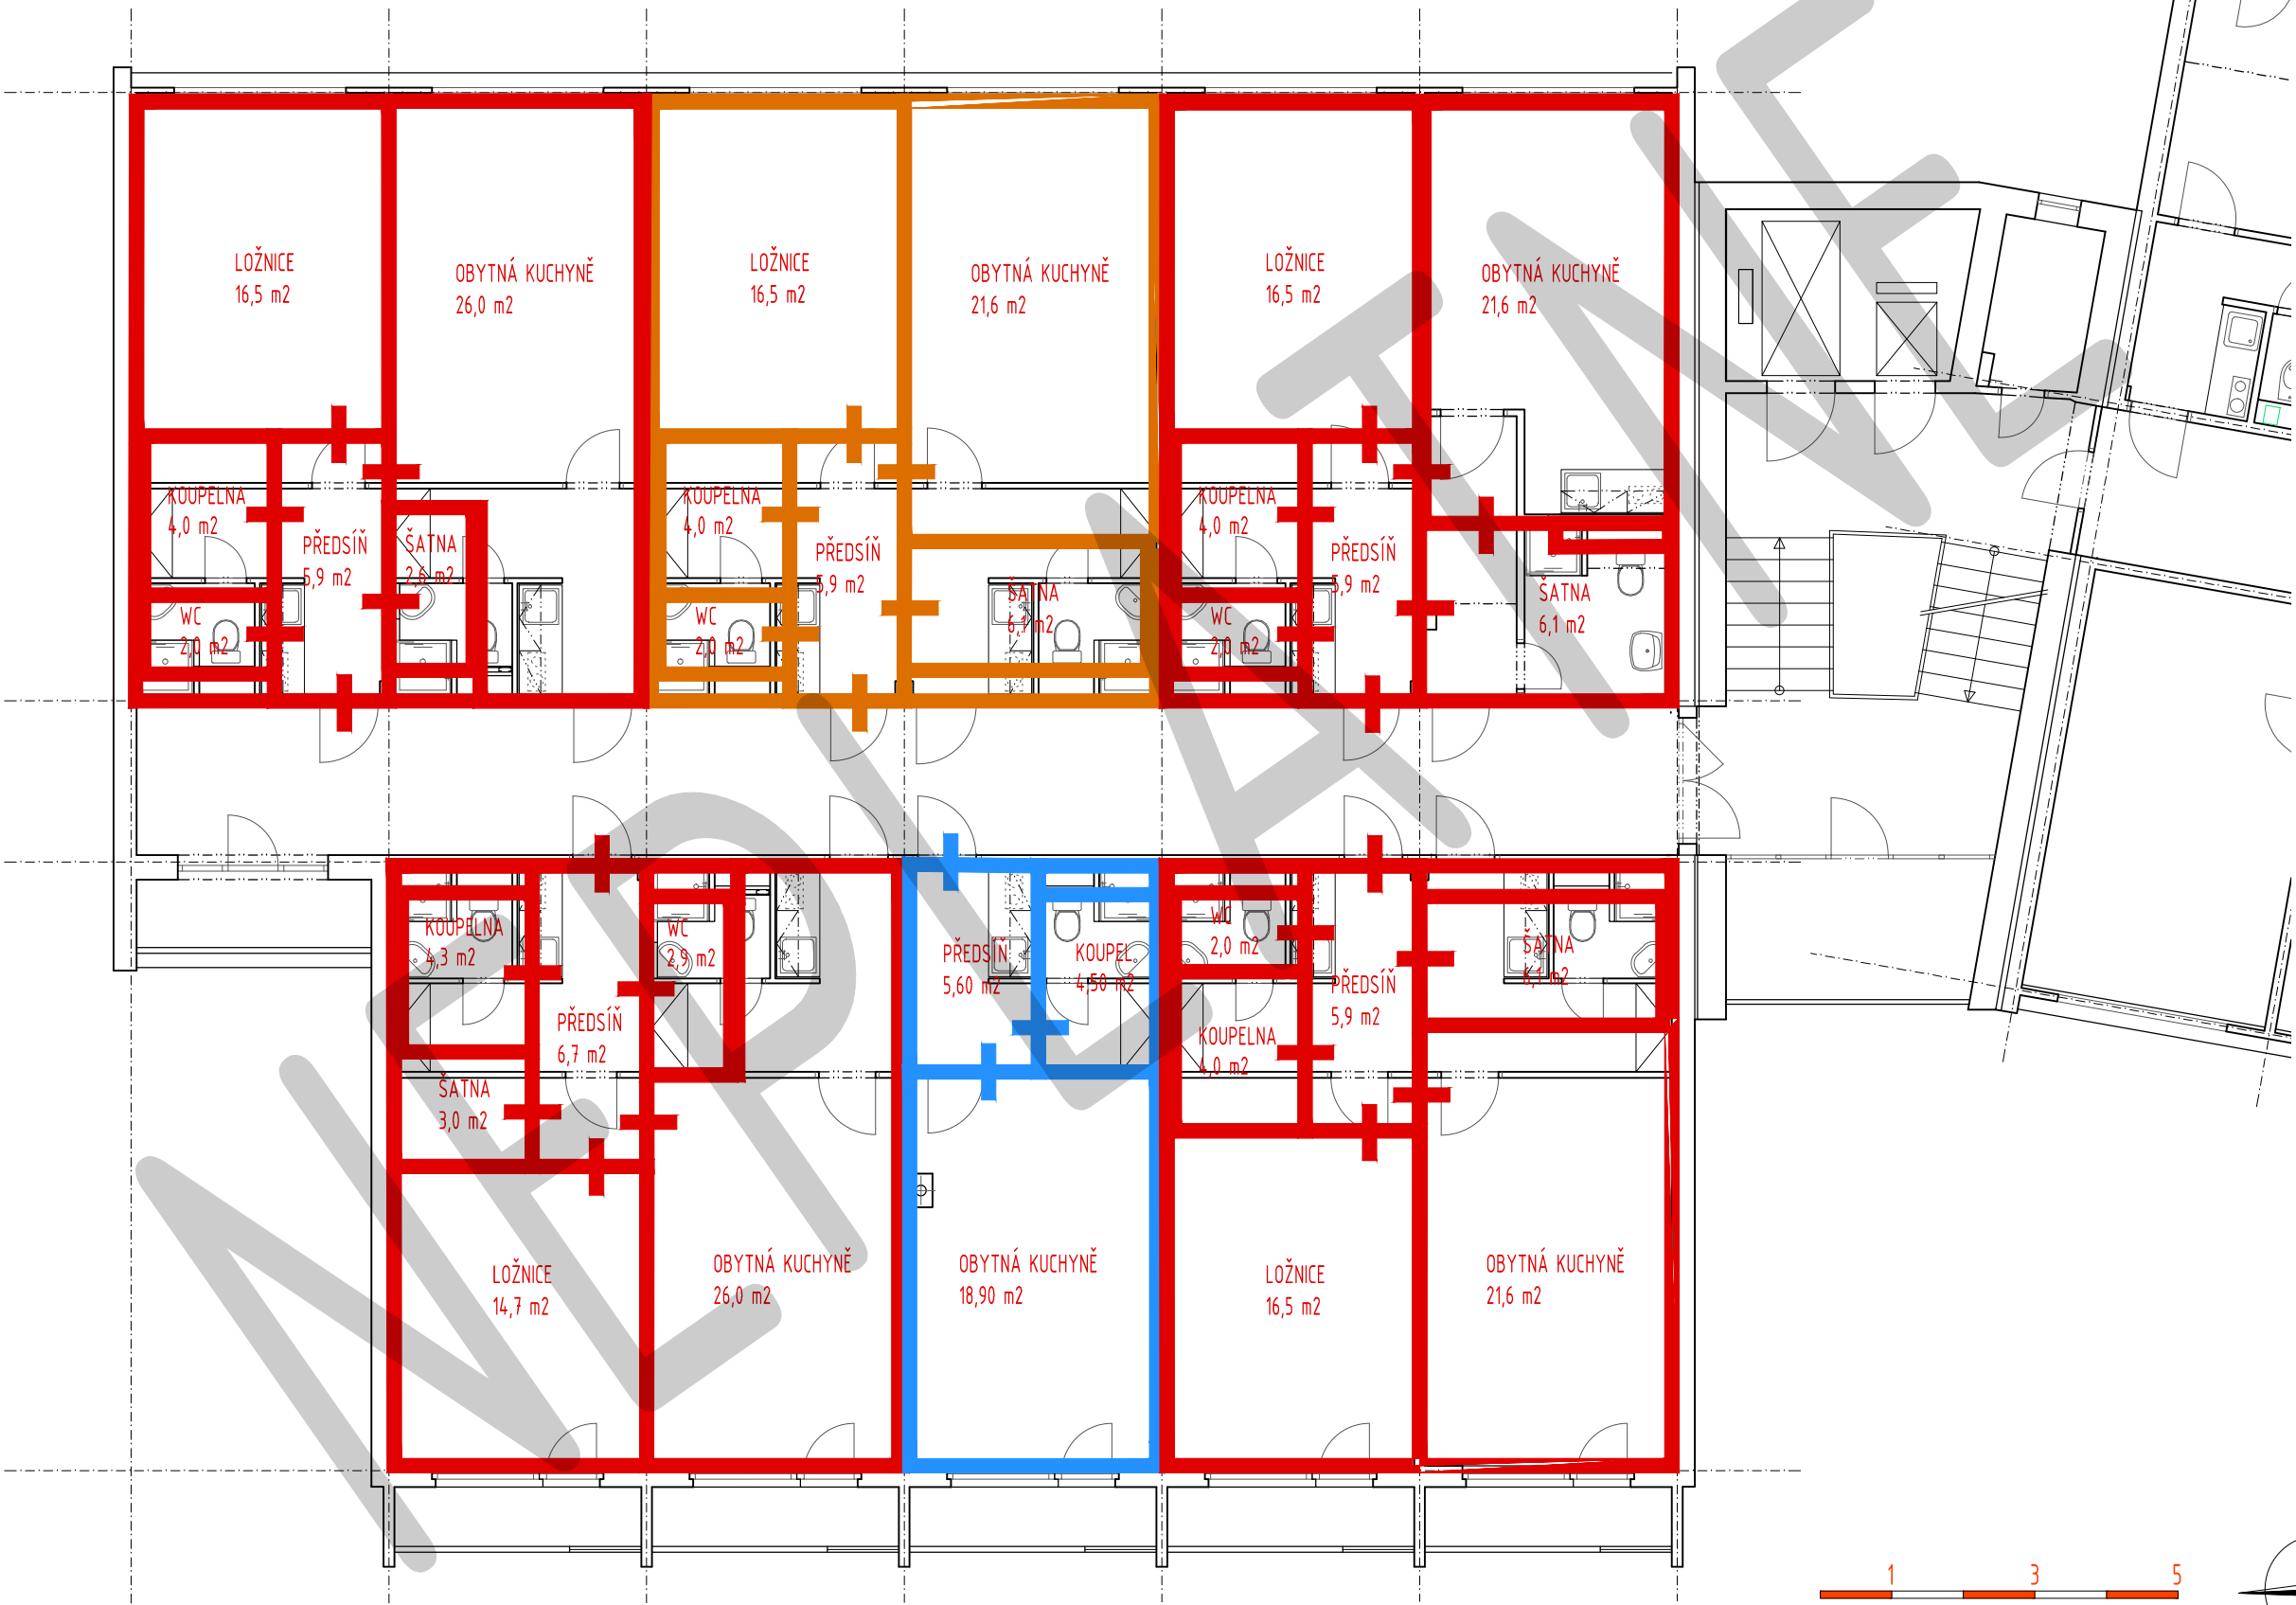 LOŽNICE
16,5 m2
OBYTNÁ KUCHYNĚ
26,0 m2
LOŽNICE
16,5 m2
OBYTNÁ KUCHYNĚ
21,6 m2
LOŽNICE
16,5 m2
OBYTNÁ KUCHYNĚ
21,6 m2
KOUPELNA
4,0 m2
PŘEDSÍŇ
5,9 m2
ŠATNA
2,6 m2
WC
2,0 m2
KOUPELNA
4,0 m2
PŘEDSÍŇ
5,9 m2
WC
2,0 m2
ŠATNA
6,1 m2
KOUPELNA
4,0 m2
PŘEDSÍŇ
5,9 m2
WC
2,0 m2
ŠATNA
6,1 m2
KOUPELNA
4,3 m2
WC
2,9 m2
PŘEDSÍŇ
6,7 m2
ŠATNA
3,0 m2
PŘEDSÍŇ
5,60 m2
KOUPEL
4,50 m2
WC
2,0 m2
PŘEDSÍŇ
5,9 m2
KOUPELNA
4,0 m2
ŠATNA
6,1 m2
LOŽNICE
14,7 m2
OBYTNÁ KUCHYNĚ
26,0 m2
OBYTNÁ KUCHYNĚ
18,90 m2
LOŽNICE
16,5 m2
OBYTNÁ KUCHYNĚ
21,6 m2
NEPLATNÉ
1 3 5